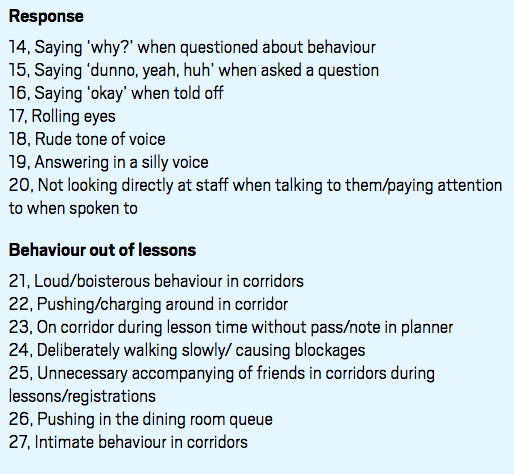 Response
14, Saying ‘why?’ when questioned about behaviour
15, Saying ‘dunno, yeah, huh’ when asked a question
16, Saying ‘okay’ when told off
17, Rolling eyes
18, Rude tone of voice
19, Answering in a silly voice
20, Not looking directly at staff when talking to them/paying attention
to when spoken to
Behaviour out of lessons
21, Loud/boisterous behaviour in corridors
22, Pushing/charging around in corridor
23, On corridor during lesson time without pass/note in planner
24, Deliberately walking slowly/ causing blockages
25, Unnecessary accompanying of friends in corridors during
lessons/registrations
26, Pushing in the dining room queue
27, Intimate behaviour in corridors